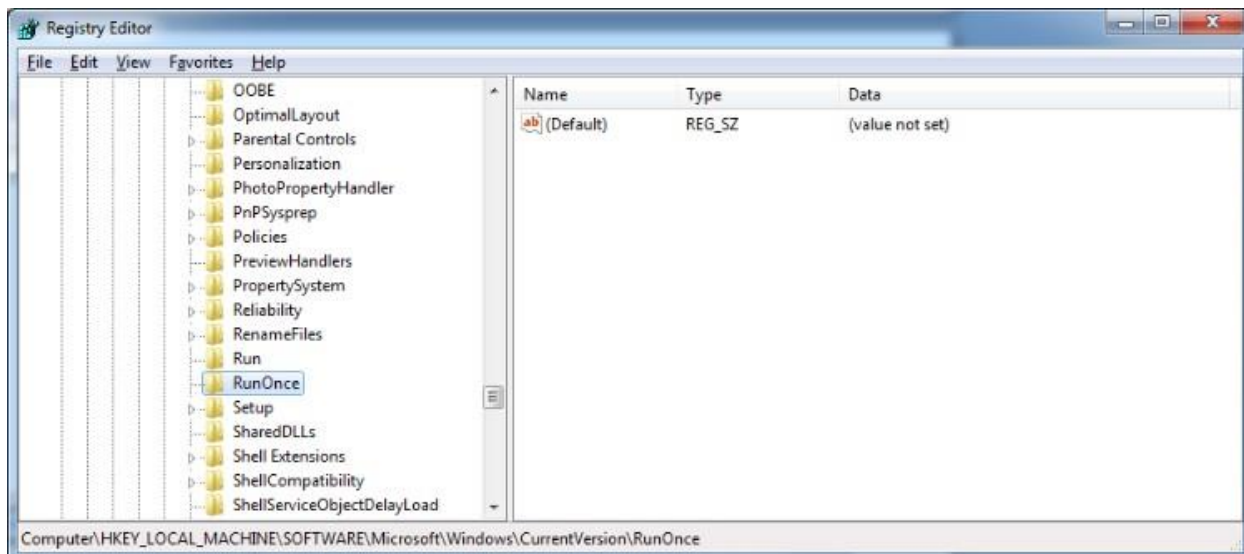 Registry Editor
File Edit View Favorites Help
OOBE
OptimalLayout
Parental Controls
Personalization
PhotoPropertyHandler
PnPSysprep
Policies
PreviewHandlers
PropertySystem
Reliability
RenameFiles
Run
RunOnce
Setup
SharedDLLs
Shell Extensions
ShellCompatibility
ShellServiceObjectDelayLoad
Name Type Data
ab (Default) REG_SZ (value not set)
Computer\HKEY_LOCAL_MACHINE\SOFTWARE\Microsoft\Windows\CurrentVersion\RunOnce